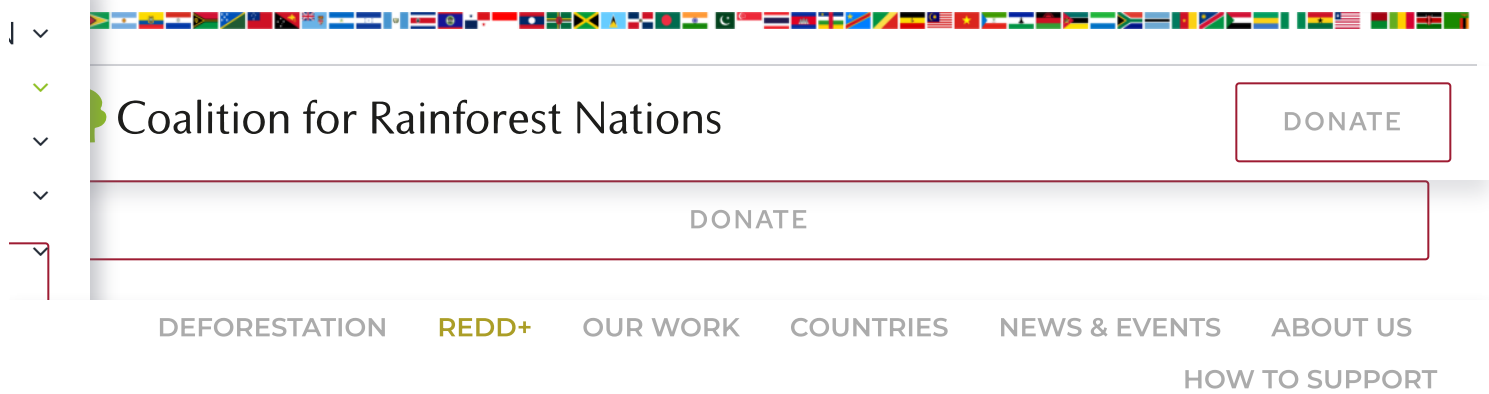 N
Coalition for Rainforest Nations
DONATE
DONATE
DEFORESTATION REDD+ OUR WORK COUNTRIES NEWS & EVENTS ABOUT US
HOW TO SUPPORT